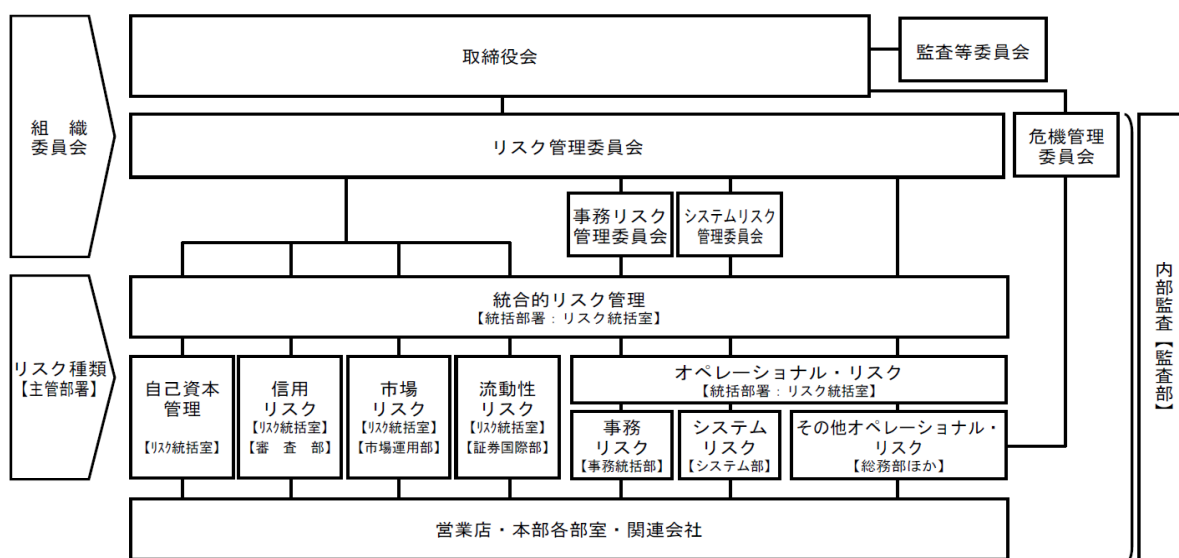 取締役会
監査等委員会
組　織
委員会
リスク管理委員会
危機管理
委員会
事務リスク
管理委員会
システムリスク
管理委員会
統合的リスク管理
【統括部署：リスク統括室】
リスク種類
【主管部署】
自己資本
管理
【リスク統括室】
信用
リスク
【リスク統括室】
【審　査　部】
市場
リスク
【リスク統括室】
【市場運用部】
流動性
リスク
【リスク統括室】
【証券国際部】
オペレーショナル・リスク
【統括部署：リスク統括室】
事務
リスク
【事務統括部】
システム
リスク
【システム部】
その他オペレーショナル・
リスク
【総務部ほか】
営業店・本部各部室・関連会社
内部監査【監査部】